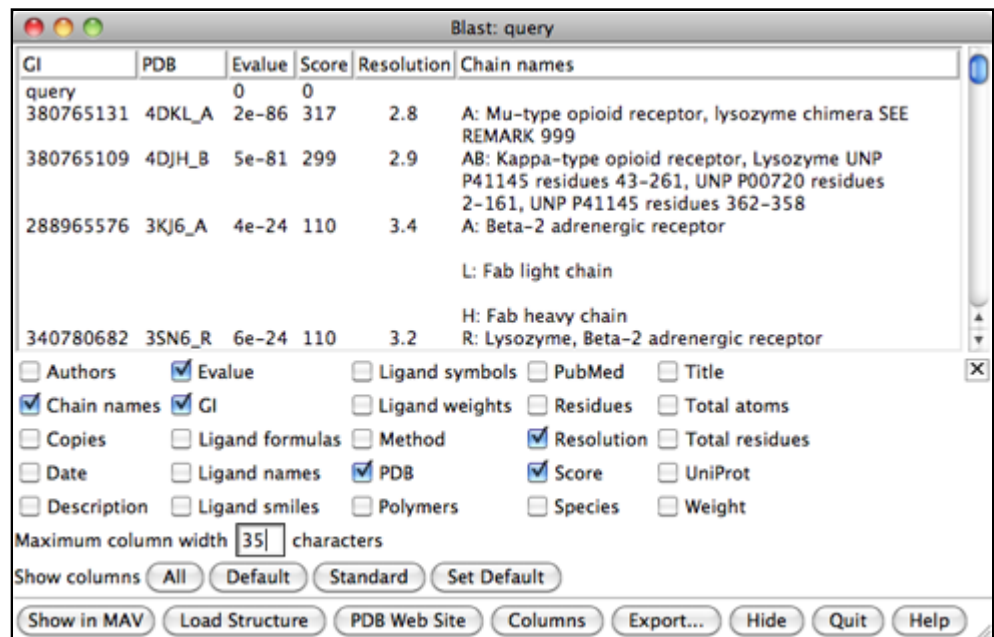 Blast: query
GI PDB Evalue Score Resolution Chain names
query 0 0
380765131 4DKL_A 2e-86 317 2.8 A: Mu-type opioid receptor, lysozyme chimera SEE
REMARK 999
380765109 4DJH_B 5e-81 299 2.9 AB: Kappa-type opioid receptor, Lysozyme UNP
P41145 residues 43-261, UNP P00720 residues
2-161, UNP P41145 residues 362-358
288965576 3KJ6_A 4e-24 110 3.4 A: Beta-2 adrenergic receptor
L: Fab light chain
H: Fab heavy chain
340780682 3SN6_R 6e-24 110 3.2 R: Lysozyme, Beta-2 adrenergic receptor
Authors Evalue Ligand symbols PubMed Title
Chain names GI Ligand weights Residues Total atoms
Copies Ligand formulas Method Resolution Total residues
Date Ligand names PDB Score UniProt
Description Ligand smiles Polymers Species Weight
Maximum column width 35 characters
Show columns All Default Standard Set Default
Show in MAV Load Structure PDB Web Site Columns Export... Hide Quit Help